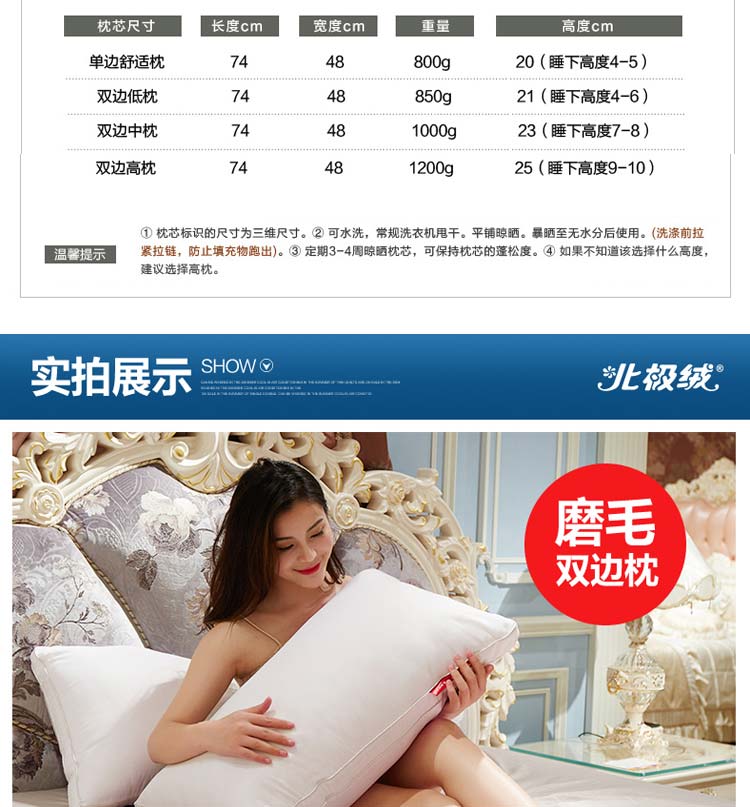 枕芯尺寸 长度cm 宽度cm 重量 高度cm
单边舒适枕 74 48 800g 20（睡下高度4-5）
双边低枕 74 48 850g 21（睡下高度4-6）
双边中枕 74 48 1000g 23（睡下高度7-8）
双边高枕 74 48 1200g 25（睡下高度9-10）
温馨提示
① 枕芯标识的尺寸为三维尺寸。② 可水洗，常规洗衣机甩干。平铺晾晒。暴晒至无水分后使用。(洗涤前拉
紧拉链，防止填充物跑出)。③ 定期3-4周晾晒枕芯，可保持枕芯的蓬松度。④ 如果不知道该选择什么高度，
建议选择高枕。
实拍展示 SHOW
北极绒®
磨毛
双边枕